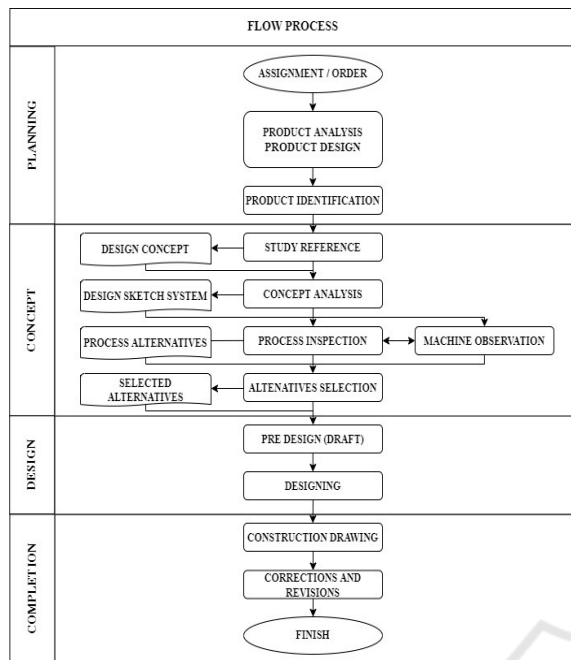 FLOW PROCESS
PLANNING
ASSIGNMENT / ORDER
PRODUCT ANALYSIS
PRODUCT DESIGN
PRODUCT IDENTIFICATION
CONCEPT
DESIGN CONCEPT
STUDY REFERENCE
DESIGN SKETCH SYSTEM
CONCEPT ANALYSIS
PROCESS ALTERNATIVES
PROCESS INSPECTION
MACHINE OBSERVATION
SELECTED
ALTERNATIVES
ALTENATIVES SELECTION
DESIGN
PRE DESIGN (DRAFT)
DESIGNING
COMPLETION
CONSTRUCTION DRAWING
CORRECTIONS AND
REVISIONS
FINISH